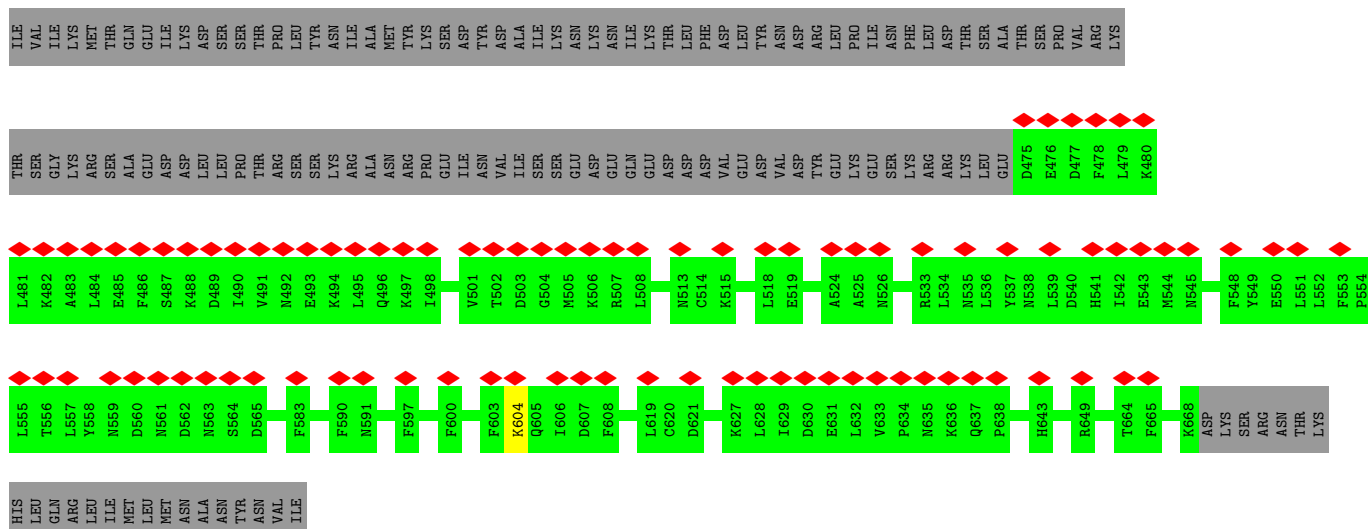 ILE VAL ILE LYS MET THR GLN GLU ILE LYS ASP SER SER THR PRO LEU TYR ASN ILE ALA MET TYR LYS SER ASP TYR ASP ALA ILE LYS ASN LYS ASN ILE LYS THR LEU PHE ASP LEU TYR ASN ASP ARG LEU PRO ILE ASN PHE LEU ASP THR SER ALA THR SER PRO VAL ARG LYS
THR SER GLY LYS ARG SER ALA GLU ASP ASP LEU LEU PRO THR ARG SER SER LYS ARG ALA ASN ARG PRO GLU ILE ASN VAL ILE SER SER GLU ASP GLU GLN GLU ASP ASP ASP VAL GLU ASP VAL ASP TYR GLU LYS GLU SER LYS ARG ARG LYS LEU GLU D475 E476 D477 F478 L479 K480
L481 K482 A483 L484 E485 F486 S487 K488 D489 I490 V491 N492 E493 K494 L495 Q496 K497 I498 V501 T502 D503 G504 M505 K506 R507 L508 N513 C514 K515 L518 E519 A524 A525 N526 R533 L534 N535 L536 Y537 N538 L539 D540 H541 I542 E543 M544 N545 F548 Y549 E550 L551 L552 F553 P554
L555 T556 L557 Y558 N559 D560 N561 D562 N563 S564 D565 F583 F590 N591 F597 F600 F603 K604 Q605 I606 D607 F608 L619 C620 D621 K627 L628 I629 D630 E631 L632 V633 P634 N635 K636 Q637 P638 H643 R649 T664 F665 K668 ASP LYS SER ARG ASN THR LYS
HIS LEU GLN ARG LEU ILE MET LEU MET ASN ALA ASN TYR ASN VAL ILE